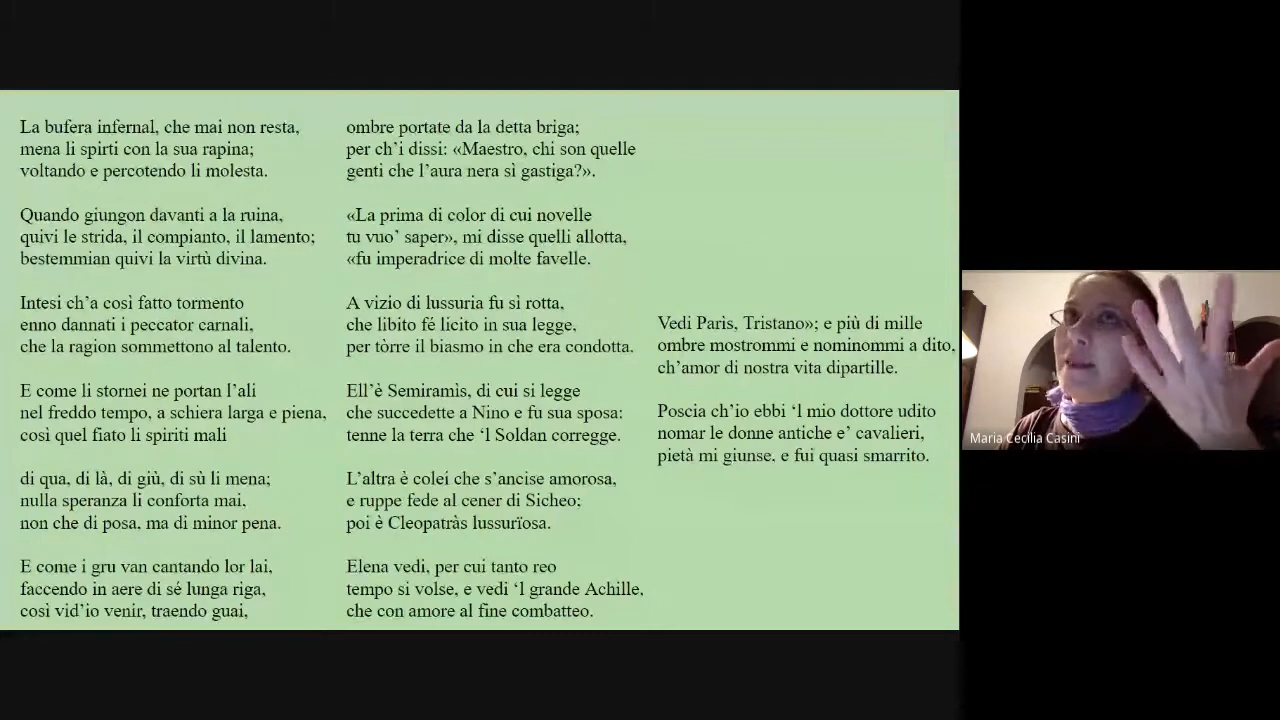 La bufera infernal, che mai non resta,
mena li spirti con la sua rapina;
voltando e percotendo li molesta.
Quando giungon davanti a la ruina,
quivi le strida, il compianto, il lamento;
bestemmian quivi la virtù divina.
Intesi ch’a così fatto tormento
enno dannati i peccator carnali,
che la ragion sommettono al talento.
E come li stornei ne portan l’ali
nel freddo tempo, a schiera larga e piena,
così quel fiato li spiriti mali
di qua, di là, di giù, di sù li mena;
nulla speranza li conforta mai,
non che di posa, ma di minor pena.
E come i gru van cantando lor lai,
faccendo in aere di sé lunga riga,
così vid’io venir, traendo guai,
ombre portate da la detta briga;
per ch’i dissi: «Maestro, chi son quelle
genti che l’aura nera sì gastiga?».
«La prima di color di cui novelle
tu vuo’ saper», mi disse quelli allotta,
«fu imperadrice di molte favelle.
A vizio di lussuria fu sì rotta,
che libito fé licito in sua legge,
per tòrre il biasmo in che era condotta.
Ell’è Semiramìs, di cui si legge
che succedette a Nino e fu sua sposa:
tenne la terra che ‘l Soldan corregge.
L’altra è colei che s’ancise amorosa,
e ruppe fede al cener di Sicheo;
poi è Cleopatràs lussurïosa.
Elena vedi, per cui tanto reo
tempo si volse, e vedi ‘l grande Achille,
che con amore al fine combatteo.
Vedi Parìs, Tristano»; e più di mille
ombre mostrommi e nominommi a dito,
ch’amor di nostra vita dipartille.
Poscia ch’io ebbi ‘l mio dottore udito
nomar le donne antiche e’ cavalieri,
pietà mi giunse, e fui quasi smarrito.
Maria Cecilia Casini